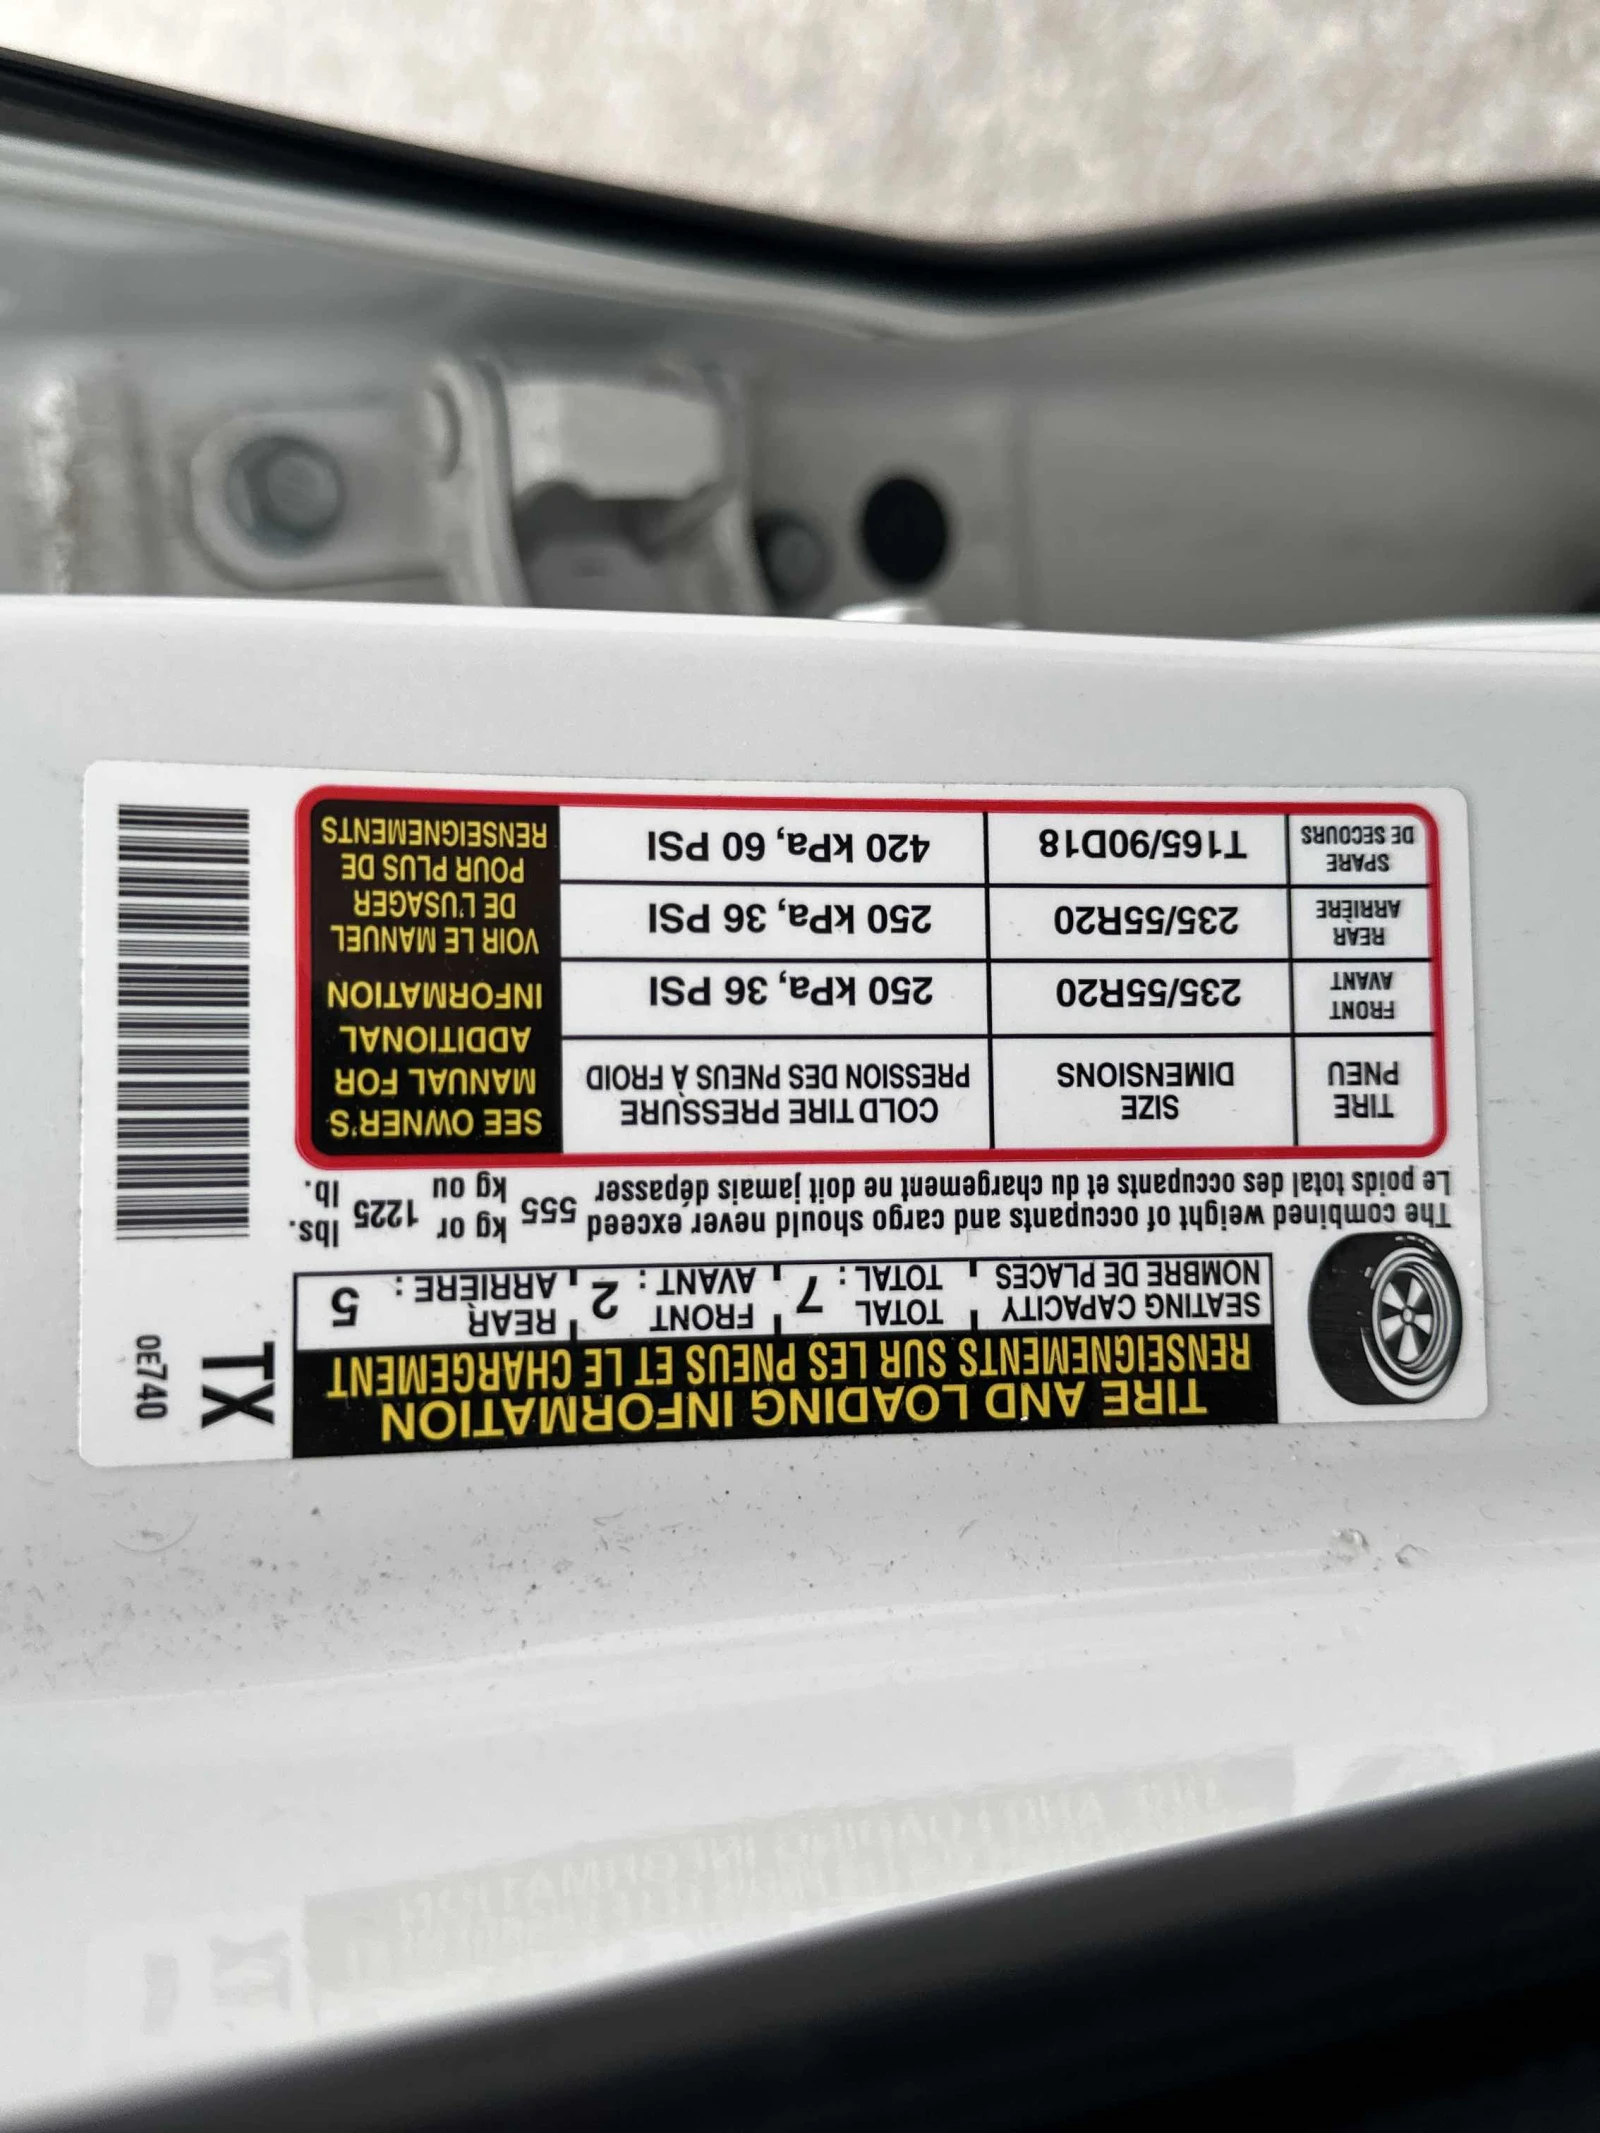 TIRE AND LOADING INFORMATION
RENSEIGNEMENTS SUR LES PNEUS ET LE CHARGEMENT
SEATING CAPACITY TOTAL FRONT REAR
NOMBRE DE PLACES TOTAL : 7 AVANT : 2 ARRIÈRE : 5
The combined weight of occupants and cargo should never exceed 555 kg or 1225 lbs.
Le poids total des occupants et du chargement ne doit jamais dépasser kg ou lb.
TIRE
PNEU
SIZE
DIMENSIONS
COLD TIRE PRESSURE
PRESSION DES PNEUS À FROID
FRONT
AVANT
235/55R20
250 kPa, 36 PSI
REAR
ARRIÈRE
235/55R20
250 kPa, 36 PSI
SPARE
DE SECOURS
T165/90D18
420 kPa, 60 PSI
SEE OWNER'S
MANUAL FOR
ADDITIONAL
INFORMATION
VOIR LE MANUEL
DE L'USAGER
POUR PLUS DE
RENSEIGNEMENTS
TX
0E740